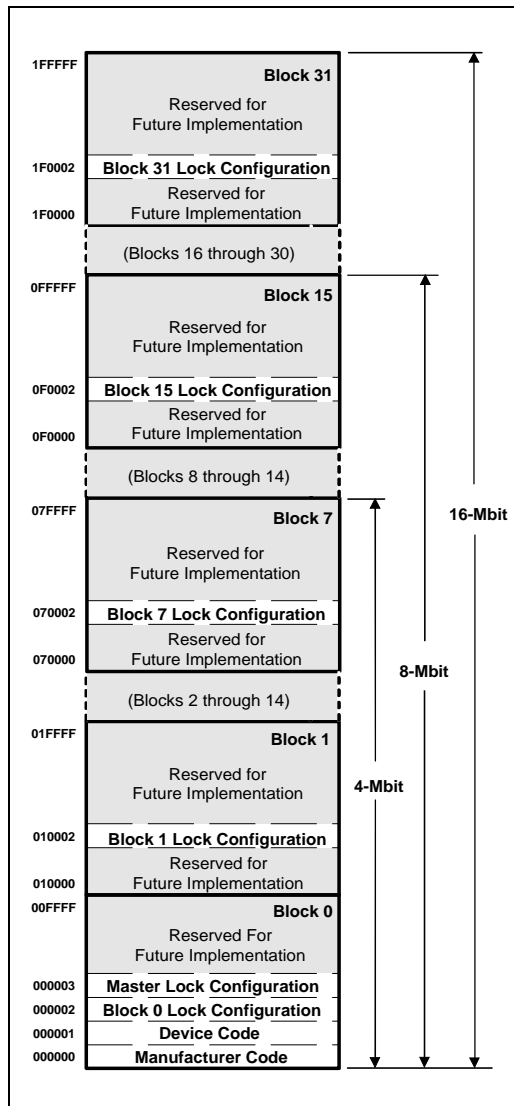 1FFFFF
Block 31
Reserved for
Future Implementation
1F0002
Block 31 Lock Configuration
Reserved for
1F0000
Future Implementation
(Blocks 16 through 30)
0FFFFF
Block 15
Reserved for
Future Implementation
0F0002
Block 15 Lock Configuration
Reserved for
0F0000
Future Implementation
(Blocks 8 through 14)
07FFFF
Block 7
16-Mbit
Reserved for
Future Implementation
070002
Block 7 Lock Configuration
Reserved for
070000
Future Implementation
8-Mbit
(Blocks 2 through 14)
01FFFF
Block 1
Reserved for
Future Implementation
4-Mbit
010002
Block 1 Lock Configuration
Reserved for
010000
Future Implementation
00FFFF
Block 0
Reserved For
Future Implementation
000003
Master Lock Configuration
000002
Block 0 Lock Configuration
000001
Device Code
000000
Manufacturer Code